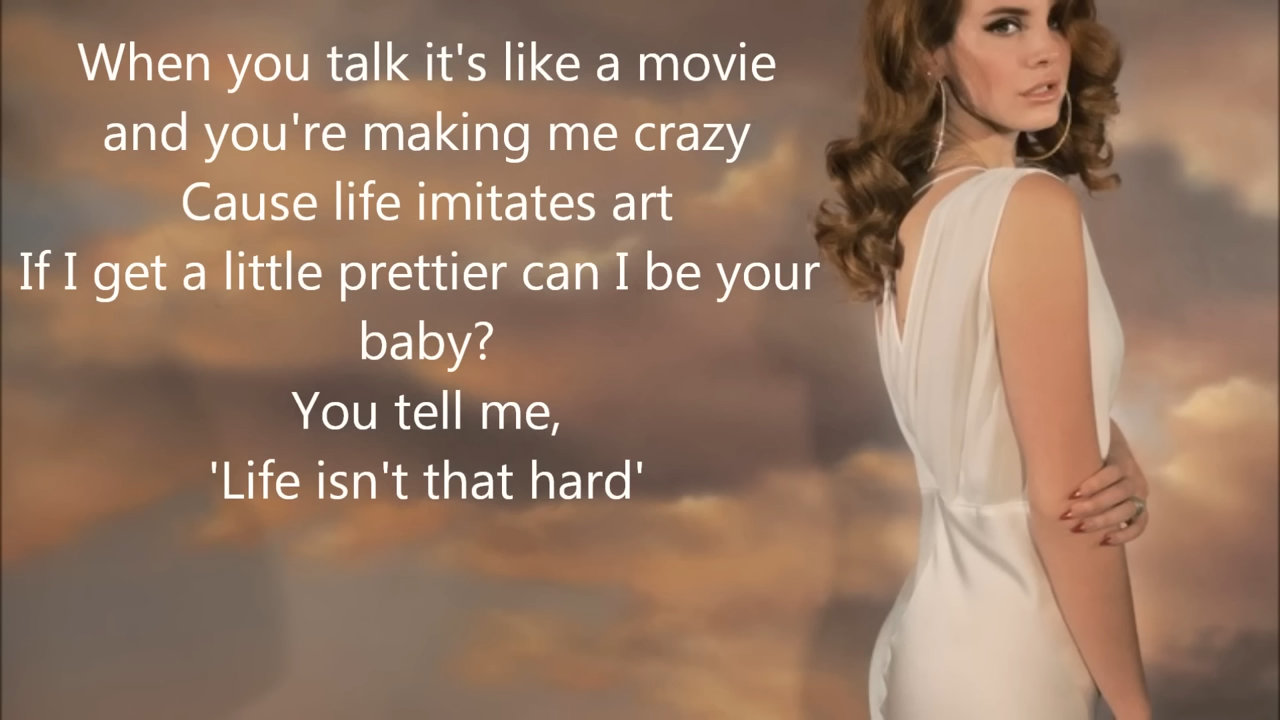 When you talk it's like a movie
and you're making me crazy
Cause life imitates art
If I get a little prettier can I be your
baby?
You tell me,
'Life isn't that hard'